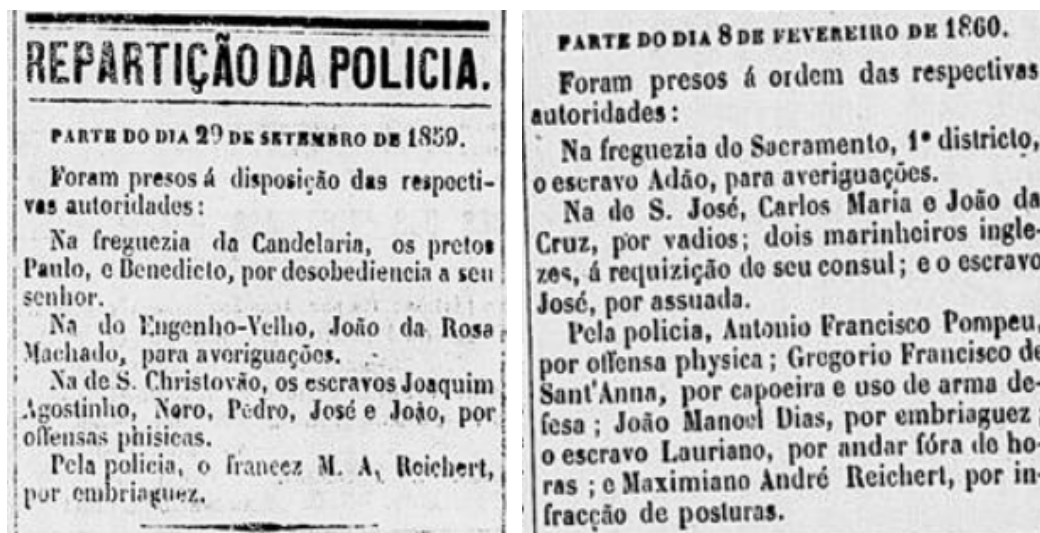 REPARTIÇÃO DA POLICIA.
PARTE DO DIA 29 DE SETEMBRO DE 1859.
Foram presos á disposição das respecti-
vas autoridades:
Na freguezia da Candelaria, os pretos
Paulo, e Benedicto, por desobediencia a seu
senhor.
Na do Engenho-Velho, João da Rosa
Machado, para averiguações.
Na de S. Christovão, os escravos Joaquim
Agostinho, Noro, Pedro, José e João, por
offensas phisicas.
Pela policia, o francez M. A. Reichert,
por embriaguez.
PARTE DO DIA 8 DE FEVEREIRO DE 1860.
Foram presos á ordem das respectivas
autoridades:
Na freguezia do Sacramento, 1º districto,
o escravo Adão, para averiguações.
Na de S. José, Carlos Maria e João da
Cruz, por vadios; dois marinheiros ingle-
zes, á requizição de seu consul; e o escravo
José, por assuada.
Pela policia, Antonio Francisco Pompeu,
por offensa physica; Gregorio Francisco de
Sant'Anna, por capoeira e uso de arma de-
fesa; João Manoel Dias, por embriaguez;
o escravo Lauriano, por andar fóra de ho-
ras; e Maximiano André Reichert, por in-
fracção de posturas.